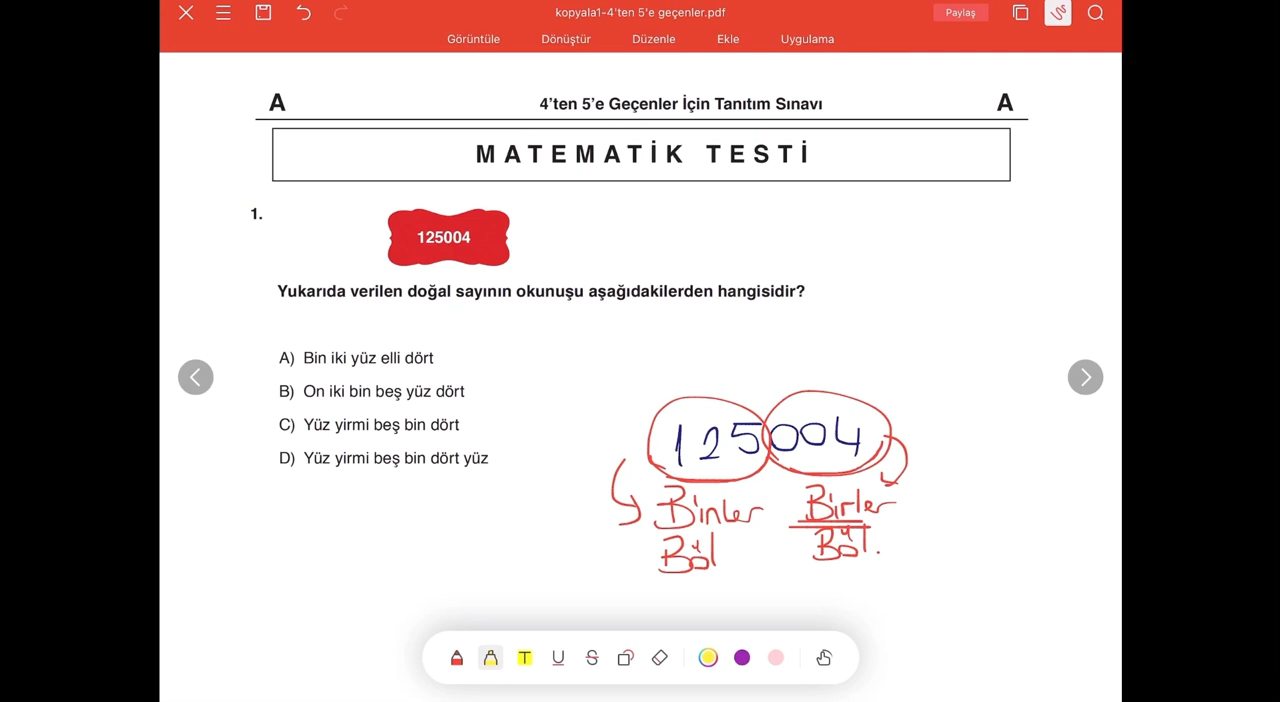 kopyala1-4'ten 5'e geçenler.pdf
Paylaş
Görüntüle Dönüştür Düzenle Ekle Uygulama
A 4'ten 5'e Geçenler İçin Tanıtım Sınavı A
MATEMATİK TESTİ
1.
125004
Yukarıda verilen doğal sayının okunuşu aşağıdakilerden hangisidir?
A) Bin iki yüz elli dört
B) On iki bin beş yüz dört
C) Yüz yirmi beş bin dört
D) Yüz yirmi beş bin dört yüz
125004
Binler Birler
Böl Böl.
T U S